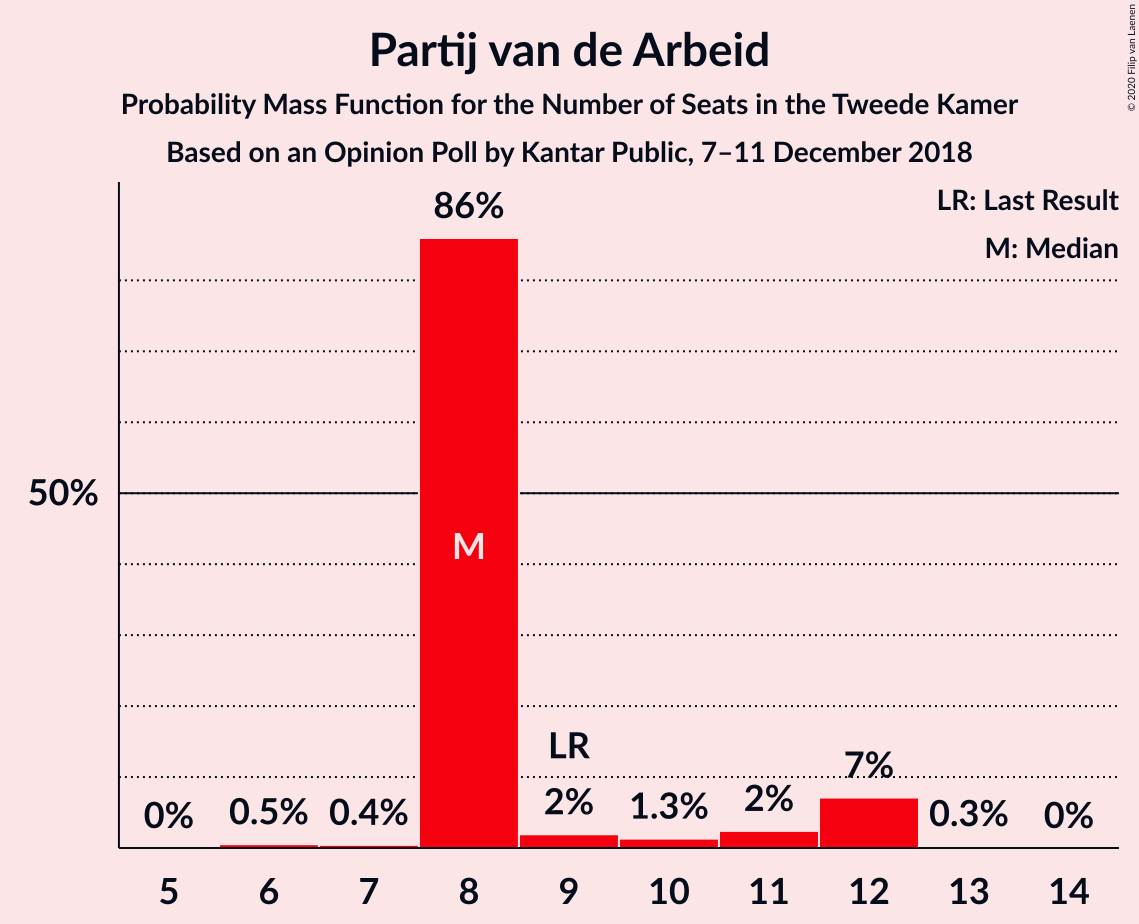 Partij van de Arbeid
Probability Mass Function for the Number of Seats in the Tweede Kamer
Based on an Opinion Poll by Kantar Public, 7–11 December 2018
© 2020 Filip van Laenen
LR: Last Result
M: Median
86%
50%
M
LR
0%
0.5%
0.4%
2%
1.3%
2%
7%
0.3%
0%
5 6 7 8 9 10 11 12 13 14